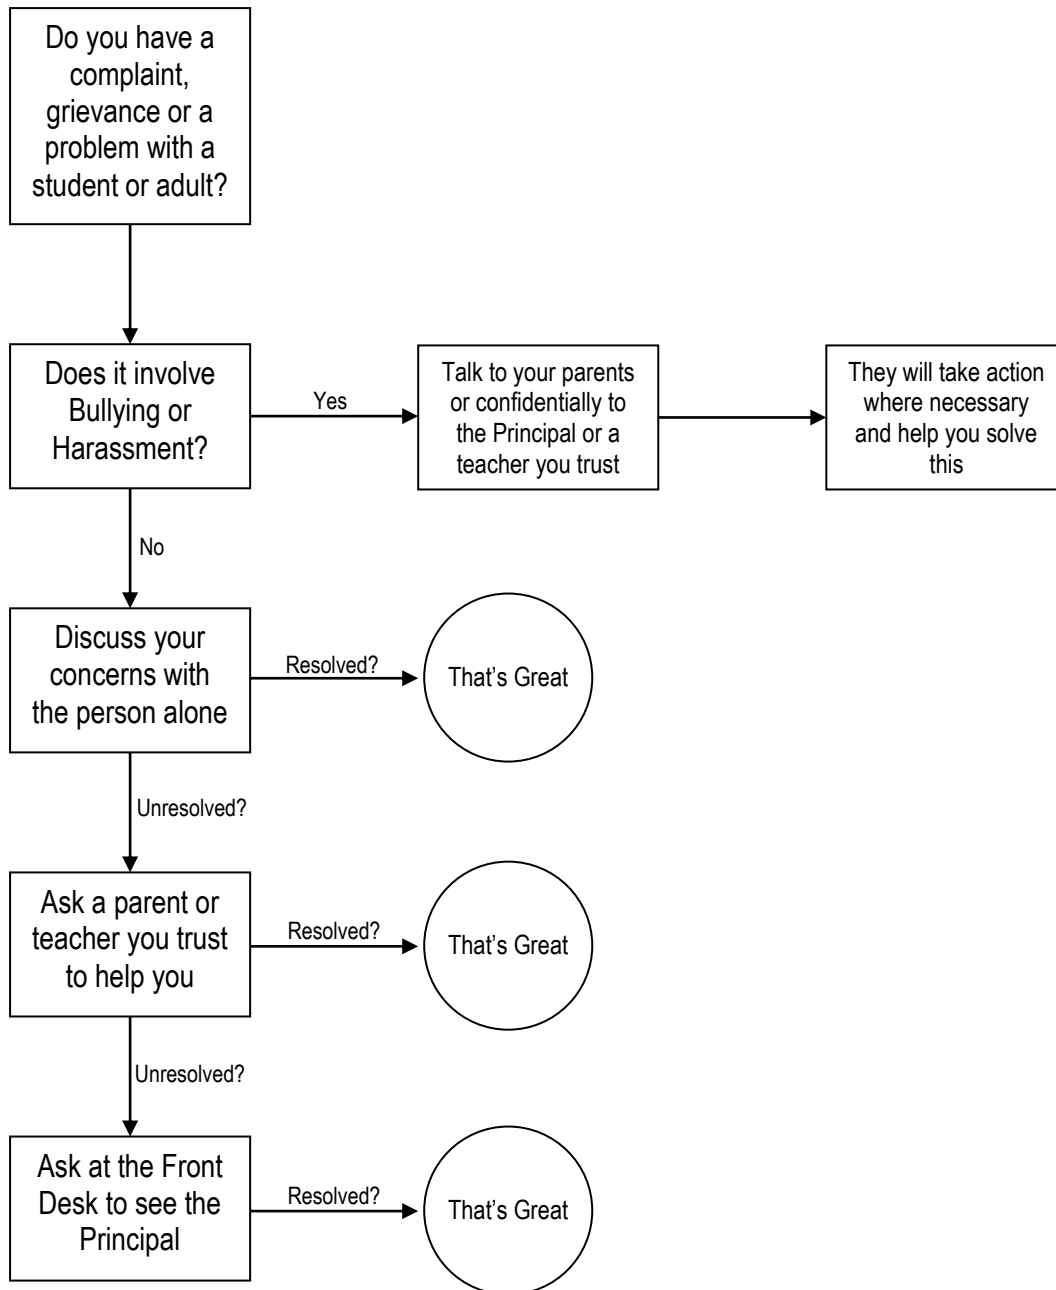 Do you have a
complaint,
grievance or a
problem with a
student or adult?
Does it involve
Bullying or
Harassment?
Yes
Talk to your parents
or confidentially to
the Principal or a
teacher you trust
They will take action
where necessary
and help you solve
this
No
Discuss your
concerns with
the person alone
Resolved?
That’s Great
Unresolved?
Ask a parent or
teacher you trust
to help you
Resolved?
That’s Great
Unresolved?
Ask at the Front
Desk to see the
Principal
Resolved?
That’s Great